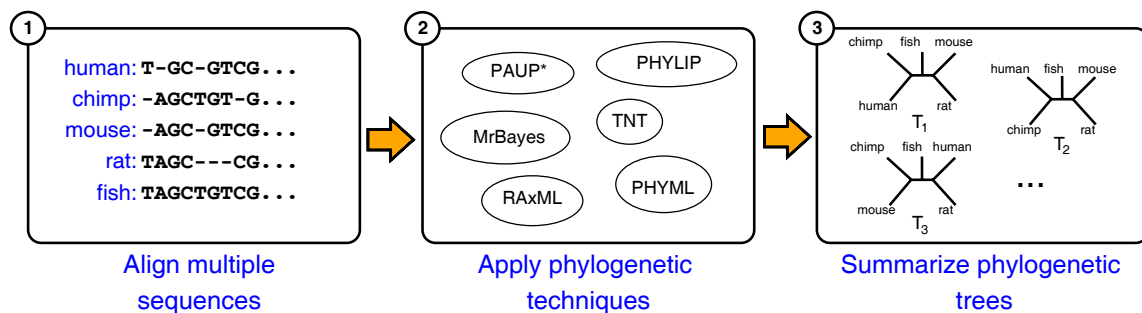 1
human: T-GC-GTCG...
chimp: -AGCTGT-G...
mouse: -AGC-GTCG...
rat: TAGC---CG...
fish: TAGCTGTCG...
Align multiple
sequences
2
PAUP* PHYLIP
MrBayes TNT
RAxML PHYML
Apply phylogenetic
techniques
3
chimp fish mouse
human rat
T1
human fish mouse
chimp rat
T2
chimp fish human
mouse rat
T3
...
Summarize phylogenetic
trees